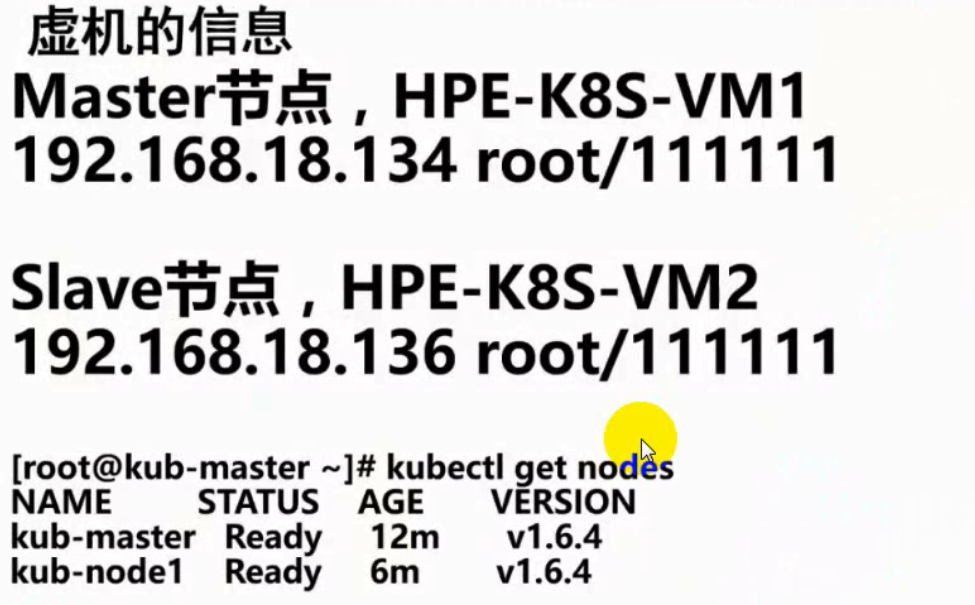 虚机的信息
Master节点，HPE-K8S-VM1
192.168.18.134 root/111111
Slave节点，HPE-K8S-VM2
192.168.18.136 root/111111
[root@kub-master ~]# kubectl get nodes
NAME STATUS AGE VERSION
kub-master Ready 12m v1.6.4
kub-node1 Ready 6m v1.6.4